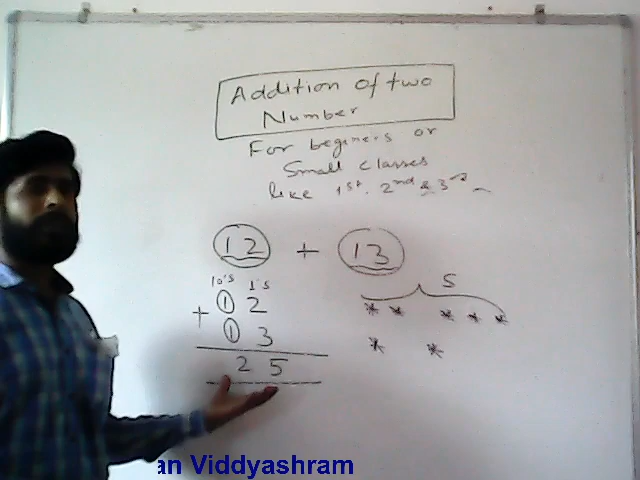 Addition of two
Number
For beginers or
Small classes
like 1st, 2nd & 3rd
12 + 13
10's 1's
1 2
+ 1 3
2 5
5
* * * * *
* *
an Viddyashram